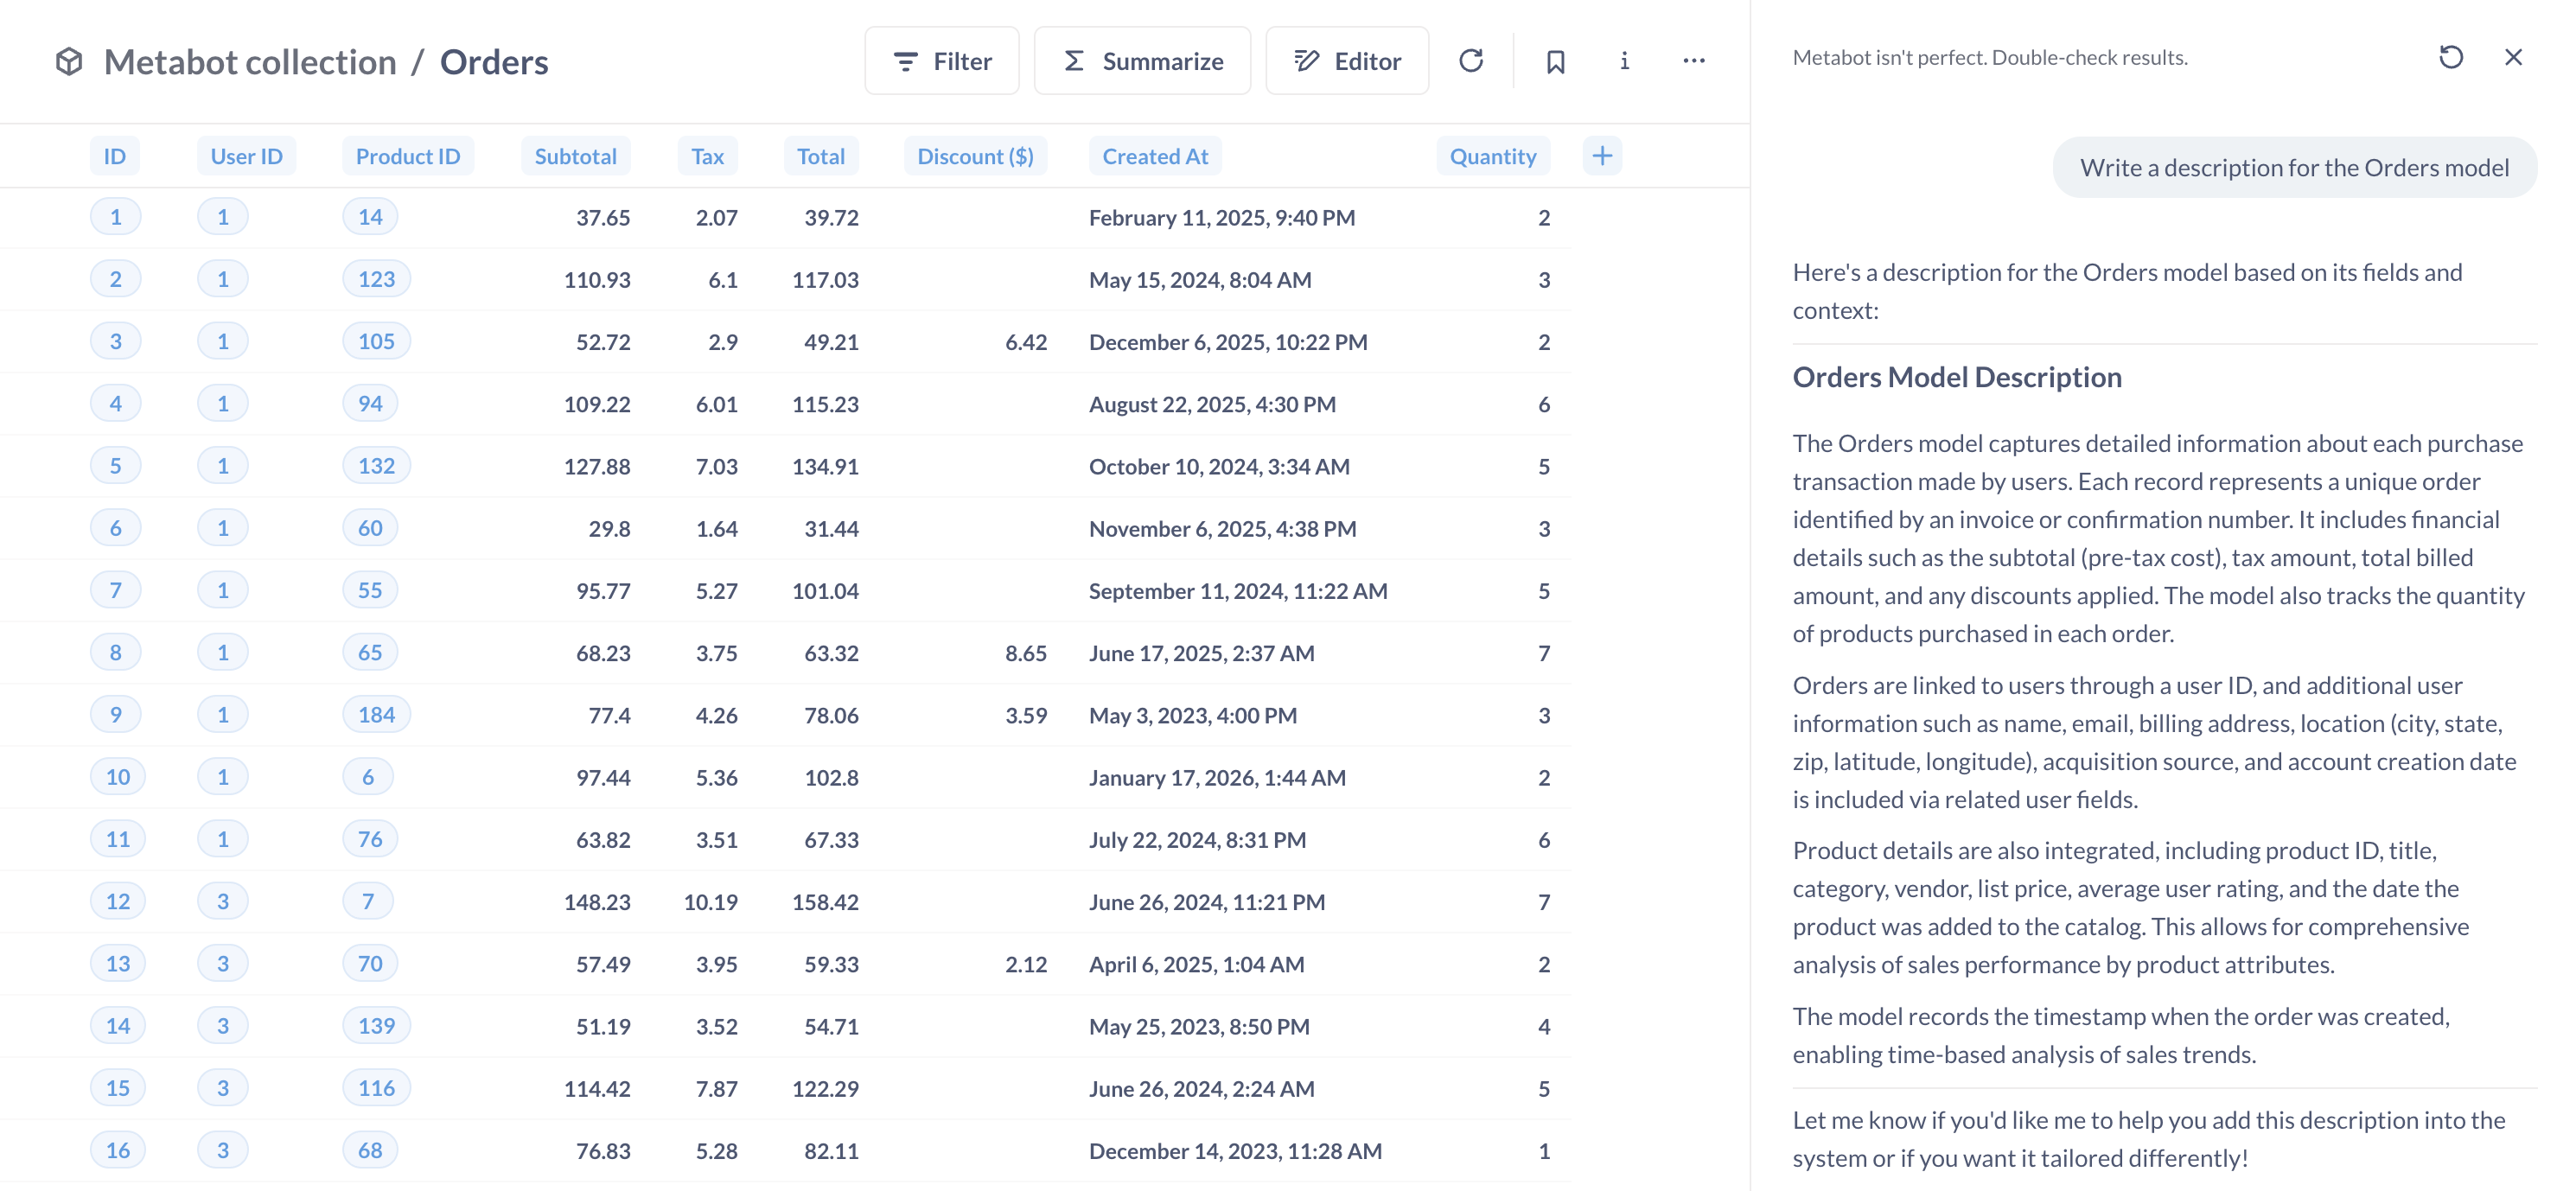 Metabot collection / Orders
Filter Summarize Editor
ID User ID Product ID Subtotal Tax Total Discount ($) Created At Quantity +
1 1 14 37.65 2.07 39.72 February 11, 2025, 9:40 PM 2
2 1 123 110.93 6.1 117.03 May 15, 2024, 8:04 AM 3
3 1 105 52.72 2.9 49.21 6.42 December 6, 2025, 10:22 PM 2
4 1 94 109.22 6.01 115.23 August 22, 2025, 4:30 PM 6
5 1 132 127.88 7.03 134.91 October 10, 2024, 3:34 AM 5
6 1 60 29.8 1.64 31.44 November 6, 2025, 4:38 PM 3
7 1 55 95.77 5.27 101.04 September 11, 2024, 11:22 AM 5
8 1 65 68.23 3.75 63.32 8.65 June 17, 2025, 2:37 AM 7
9 1 184 77.4 4.26 78.06 3.59 May 3, 2023, 4:00 PM 3
10 1 6 97.44 5.36 102.8 January 17, 2026, 1:44 AM 2
11 1 76 63.82 3.51 67.33 July 22, 2024, 8:31 PM 6
12 3 7 148.23 10.19 158.42 June 26, 2024, 11:21 PM 7
13 3 70 57.49 3.95 59.33 2.12 April 6, 2025, 1:04 AM 2
14 3 139 51.19 3.52 54.71 May 25, 2023, 8:50 PM 4
15 3 116 114.42 7.87 122.29 June 26, 2024, 2:24 AM 5
16 3 68 76.83 5.28 82.11 December 14, 2023, 11:28 AM 1
Metabot isn't perfect. Double-check results.
Write a description for the Orders model
Here's a description for the Orders model based on its fields and
context:
Orders Model Description
The Orders model captures detailed information about each purchase
transaction made by users. Each record represents a unique order
identified by an invoice or confirmation number. It includes financial
details such as the subtotal (pre-tax cost), tax amount, total billed
amount, and any discounts applied. The model also tracks the quantity
of products purchased in each order.
Orders are linked to users through a user ID, and additional user
information such as name, email, billing address, location (city, state,
zip, latitude, longitude), acquisition source, and account creation date
is included via related user fields.
Product details are also integrated, including product ID, title,
category, vendor, list price, average user rating, and the date the
product was added to the catalog. This allows for comprehensive
analysis of sales performance by product attributes.
The model records the timestamp when the order was created,
enabling time-based analysis of sales trends.
Let me know if you'd like me to help you add this description into the
system or if you want it tailored differently!